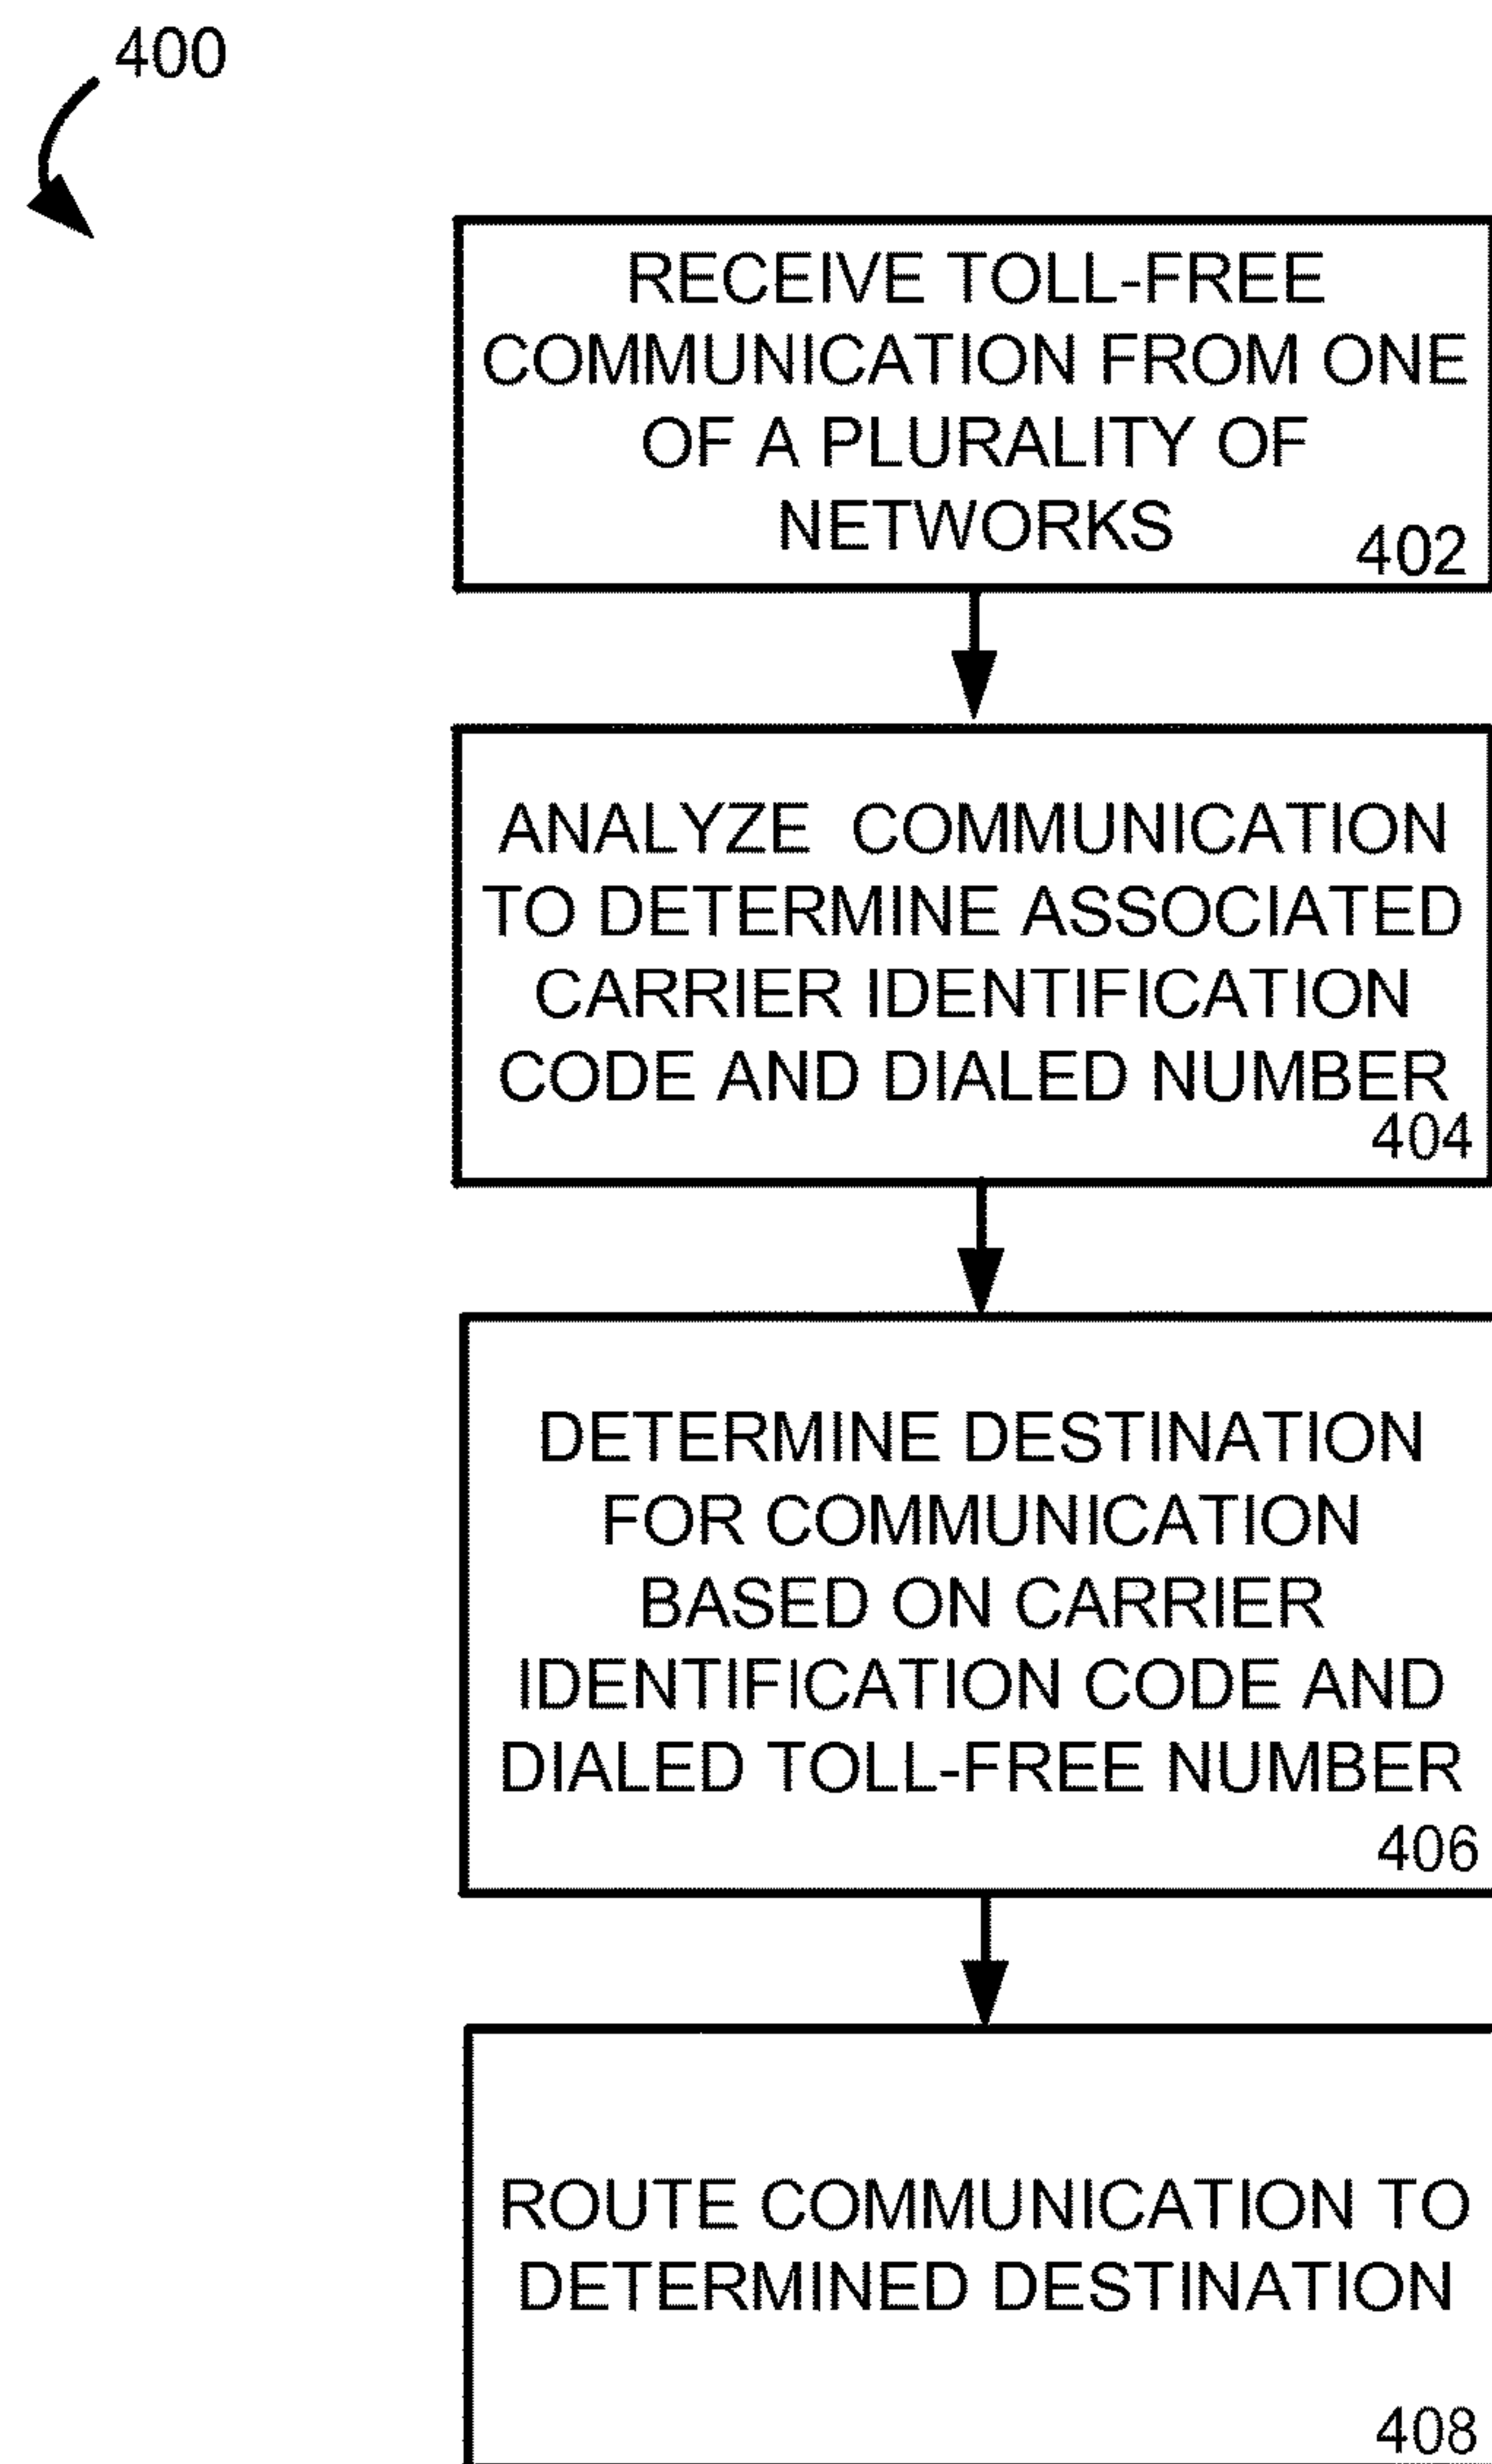 400
RECEIVE TOLL-FREE
COMMUNICATION FROM ONE
OF A PLURALITY OF
NETWORKS
402
ANALYZE COMMUNICATION
TO DETERMINE ASSOCIATED
CARRIER IDENTIFICATION
CODE AND DIALED NUMBER
404
DETERMINE DESTINATION
FOR COMMUNICATION
BASED ON CARRIER
IDENTIFICATION CODE AND
DIALED TOLL-FREE NUMBER
406
ROUTE COMMUNICATION TO
DETERMINED DESTINATION
408